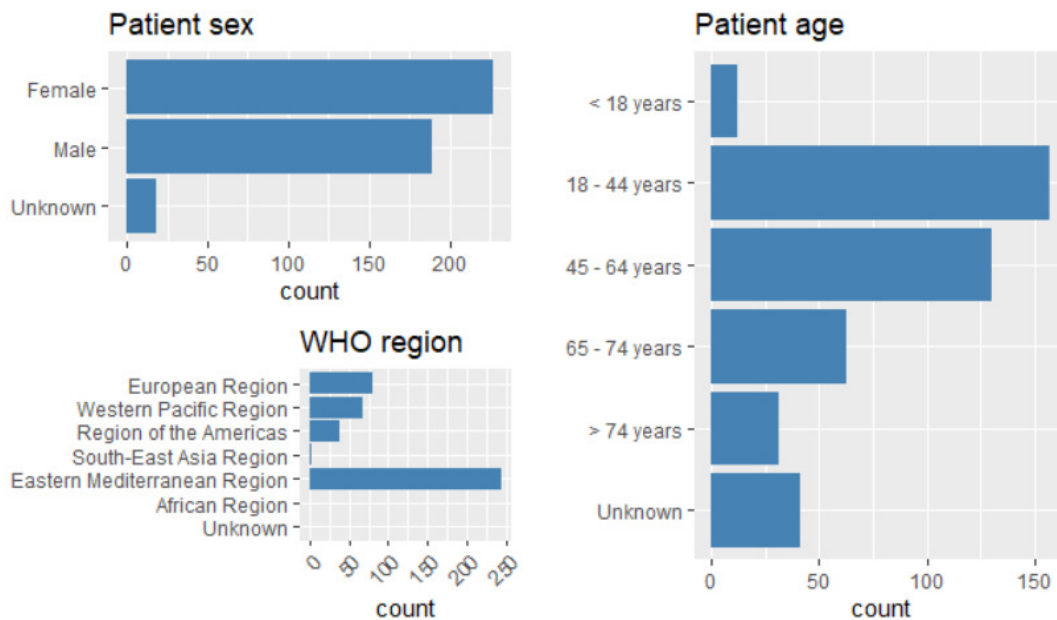 Patient sex
Female
Male
Unknown
0 50 100 150 200
count
WHO region
European Region
Western Pacific Region
Region of the Americas
South-East Asia Region
Eastern Mediterranean Region
African Region
Unknown
0 50 100 150 200 250
count
Patient age
< 18 years
18 - 44 years
45 - 64 years
65 - 74 years
> 74 years
Unknown
0 50 100 150
count